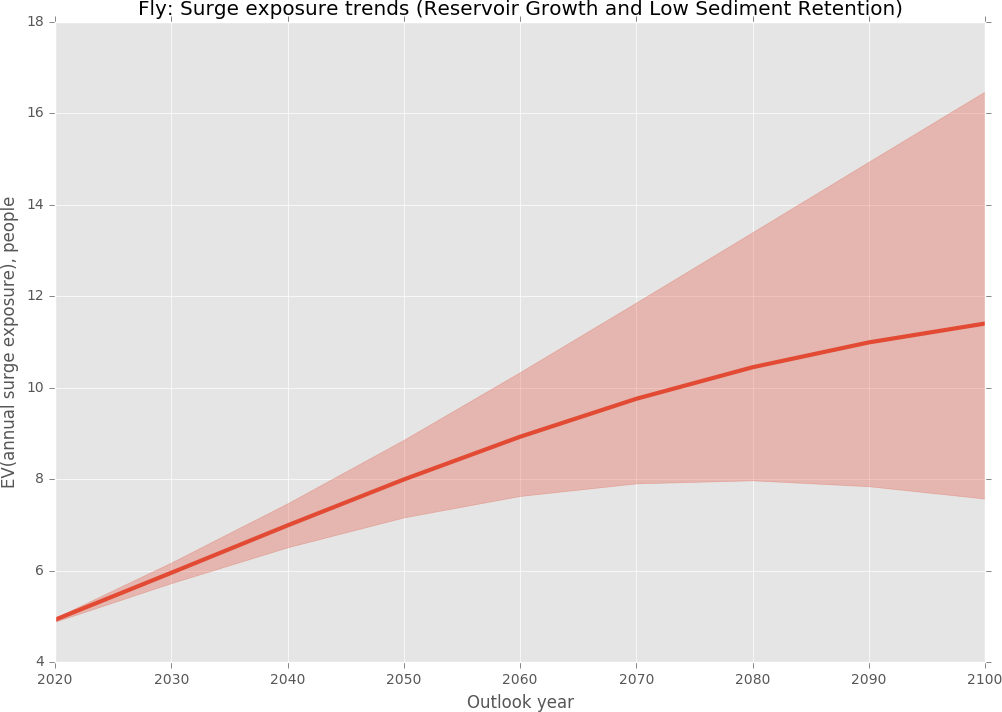 Fly: Surge exposure trends (Reservoir Growth and Low Sediment Retention)
18
16
14
12
10
8
6
4
EV(annual surge exposure), people
2020 2030 2040 2050 2060 2070 2080 2090 2100
Outlook year